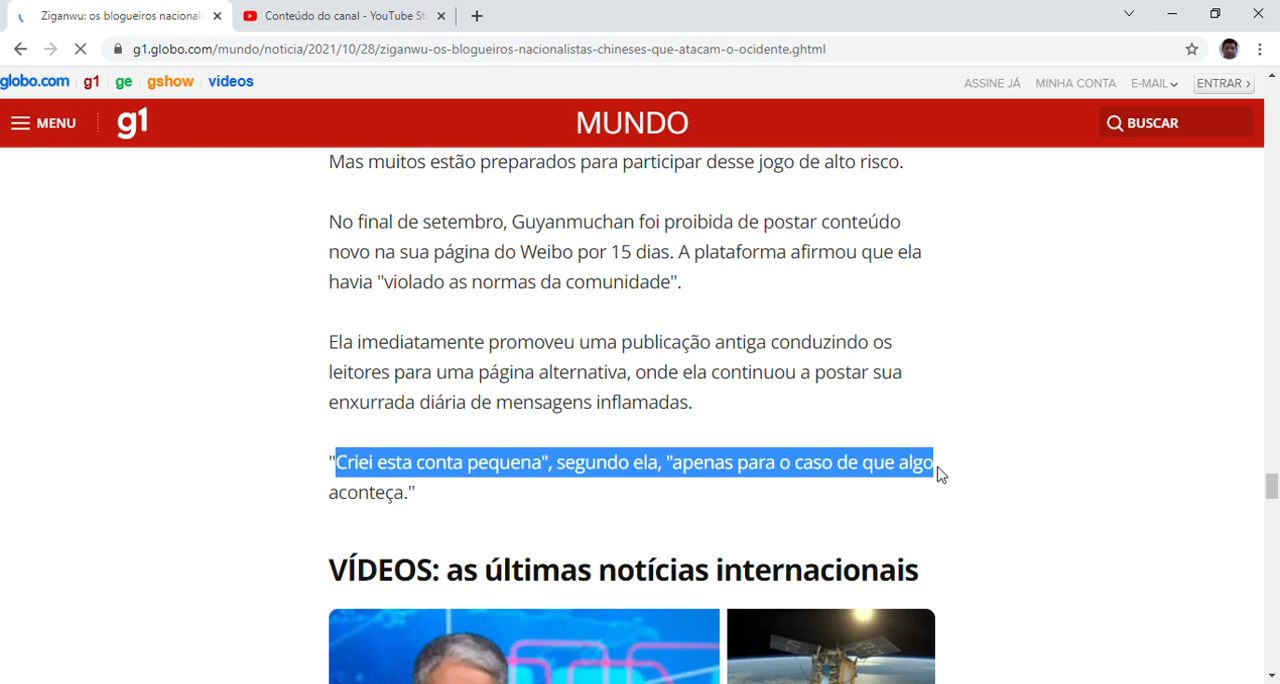 Ziganwu: os blogueiros nacionali
Conteúdo do canal - YouTube St
g1.globo.com/mundo/noticia/2021/10/28/ziganwu-os-blogueiros-nacionalistas-chineses-que-atacam-o-ocidente.ghtml
globo.com g1 ge gshow vídeos ASSINE JÁ MINHA CONTA E-MAIL ENTRAR ›
MENU g1 MUNDO BUSCAR
Mas muitos estão preparados para participar desse jogo de alto risco.
No final de setembro, Guyanmuchan foi proibida de postar conteúdo
novo na sua página do Weibo por 15 dias. A plataforma afirmou que ela
havia "violado as normas da comunidade".
Ela imediatamente promoveu uma publicação antiga conduzindo os
leitores para uma página alternativa, onde ela continuou a postar sua
enxurrada diária de mensagens inflamadas.
"Criei esta conta pequena", segundo ela, "apenas para o caso de que algo
aconteça."
VÍDEOS: as últimas notícias internacionais